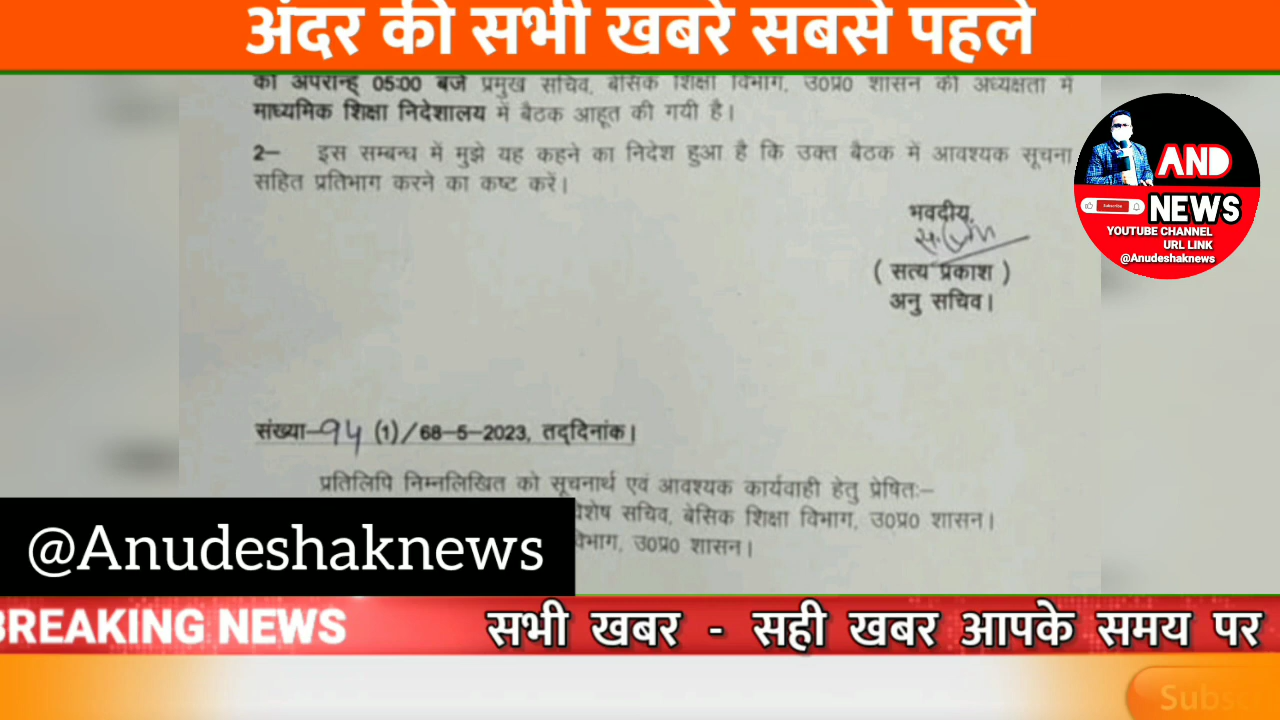 अंदर की सभी खबरे सबसे पहले
को अपरान्ह् 05:00 बजे प्रमुख सचिव, बेसिक शिक्षा विभाग, उ0प्र0 शासन की अध्यक्षता में
माध्यमिक शिक्षा निदेशालय में बैठक आहूत की गयी है।
2– इस सम्बन्ध में मुझे यह कहने का निदेश हुआ है कि उक्त बैठक में आवश्यक सूचना
सहित प्रतिभाग करने का कष्ट करें।
AND
Subscribe
NEWS
YOUTUBE CHANNEL
URL LINK
@Anudeshaknews
भवदीय,
( सत्य प्रकाश )
अनु सचिव।
संख्या–94 (1)/68–5–2023, तद्दिनांक।
प्रतिलिपि निम्नलिखित को सूचनार्थ एवं आवश्यक कार्यवाही हेतु प्रेषितः–
विशेष सचिव, बेसिक शिक्षा विभाग, उ0प्र0 शासन।
विभाग, उ0प्र0 शासन।
@Anudeshaknews
BREAKING NEWS सभी खबर - सही खबर आपके समय पर
Subsc